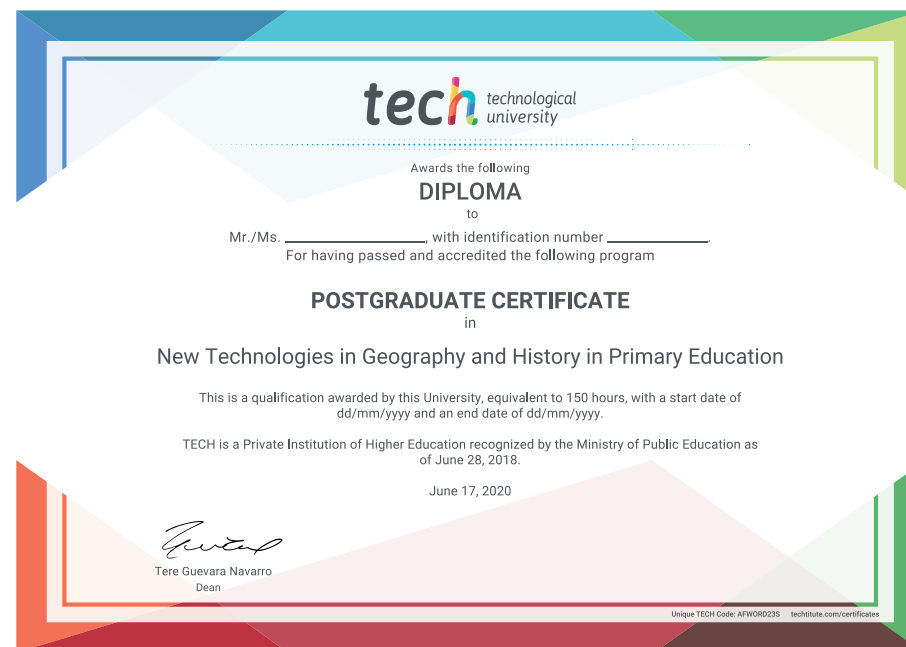 tech technological
university
Awards the following
DIPLOMA
to
Mr./Ms. ____________________, with identification number ______________.
For having passed and accredited the following program
POSTGRADUATE CERTIFICATE
in
New Technologies in Geography and History in Primary Education
This is a qualification awarded by this University, equivalent to 150 hours, with a start date of
dd/mm/yyyy and an end date of dd/mm/yyyy.
TECH is a Private Institution of Higher Education recognized by the Ministry of Public Education as
of June 28, 2018.
June 17, 2020
Tere Guevara Navarro
Dean
Unique TECH Code: AFWORD23S techtitute.com/certificates